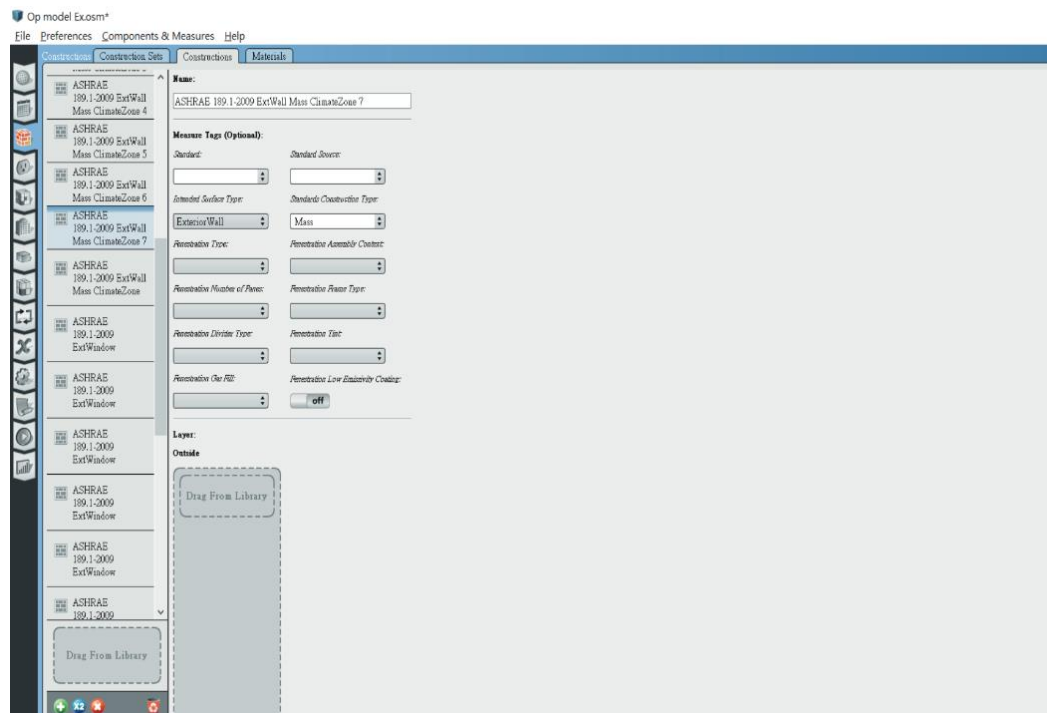 Op model Ex.osm*
File Preferences Components & Measures Help
Constructions Construction Sets Constructions Materials
ASHRAE
189.1-2009 ExtWall
Mass ClimateZone 4
ASHRAE
189.1-2009 ExtWall
Mass ClimateZone 5
ASHRAE
189.1-2009 ExtWall
Mass ClimateZone 6
ASHRAE
189.1-2009 ExtWall
Mass ClimateZone 7
ASHRAE
189.1-2009 ExtWall
Mass ClimateZone
ASHRAE
189.1-2009
ExtWindow
ASHRAE
189.1-2009
ExtWindow
ASHRAE
189.1-2009
ExtWindow
ASHRAE
189.1-2009
ExtWindow
ASHRAE
189.1-2009
ExtWindow
ASHRAE
189.1-2009
Drag From Library
x2
Name:
ASHRAE 189.1-2009 ExtWall Mass ClimateZone 7
Measure Tags (Optional):
Standard: Standard Source:
Intended Surface Type: Standards Construction Type:
ExteriorWall Mass
Fenestration Type: Fenestration Assembly Context:
Fenestration Number of Panes: Fenestration Frame Type:
Fenestration Divider Type: Fenestration Tint:
Fenestration Gas Fill: Fenestration Low Emissivity Coating:
off
Layer:
Outside
Drag From Library